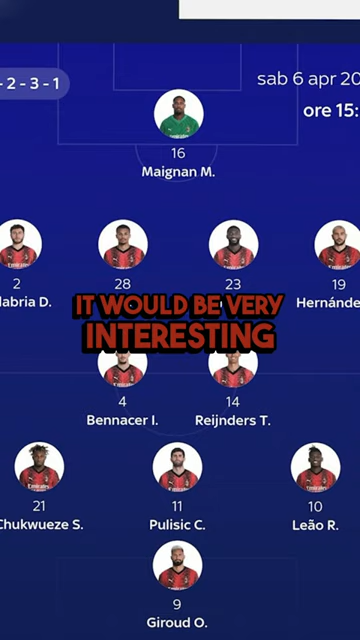 -2-3-1
sab 6 apr 20
ore 15:
16
Maignan M.
2
28
23
19
labria D.
Hernánde
IT WOULD BE VERY
INTERESTING
4
14
Bennacer I.
Reijnders T.
21
11
10
Chukwueze S.
Pulisic C.
Leão R.
9
Giroud O.